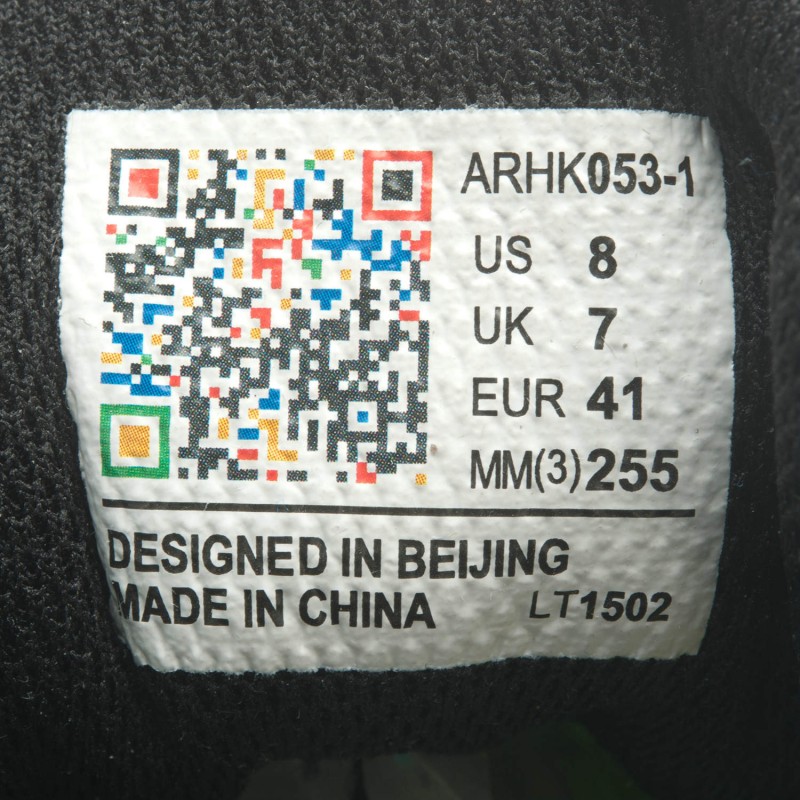 ARHK053-1
US 8
UK 7
EUR 41
MM(3) 255
DESIGNED IN BEIJING
MADE IN CHINA LT1502